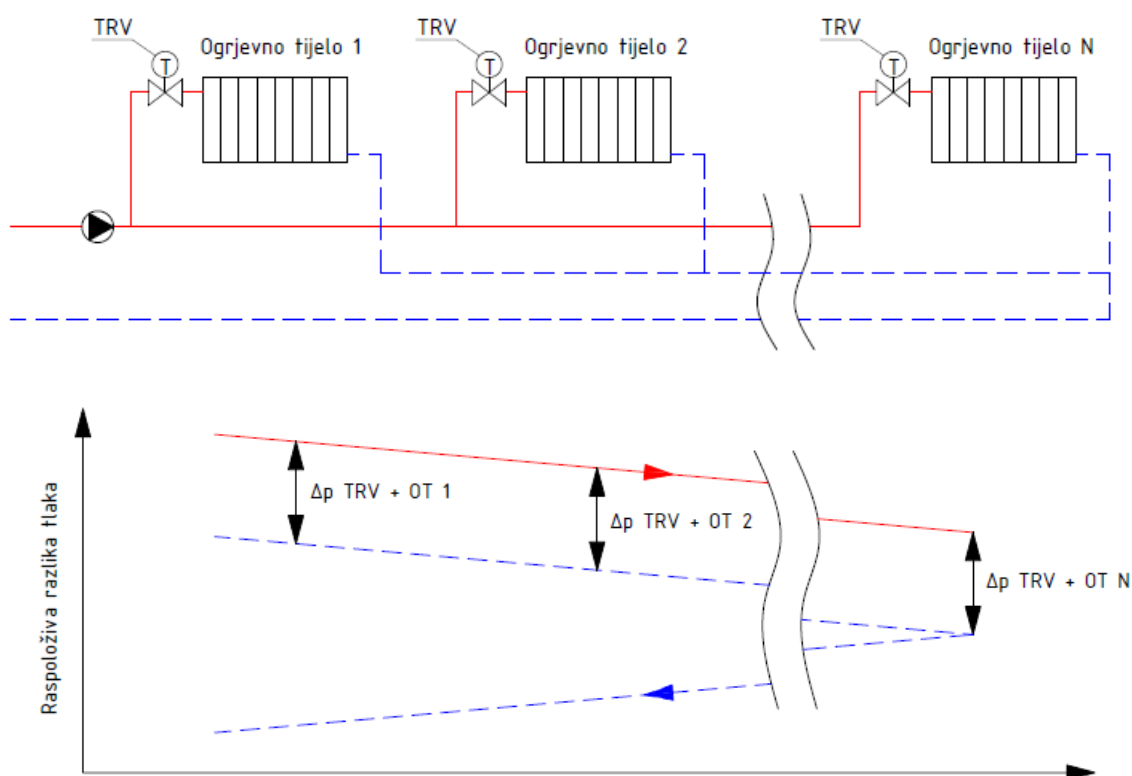 TRV
Ogrjevno tijelo 1
TRV
Ogrjevno tijelo 2
TRV
Ogrjevno tijelo N
T
T
T
Raspoloživa razlika tlaka
Δp TRV + OT 1
Δp TRV + OT 2
Δp TRV + OT N